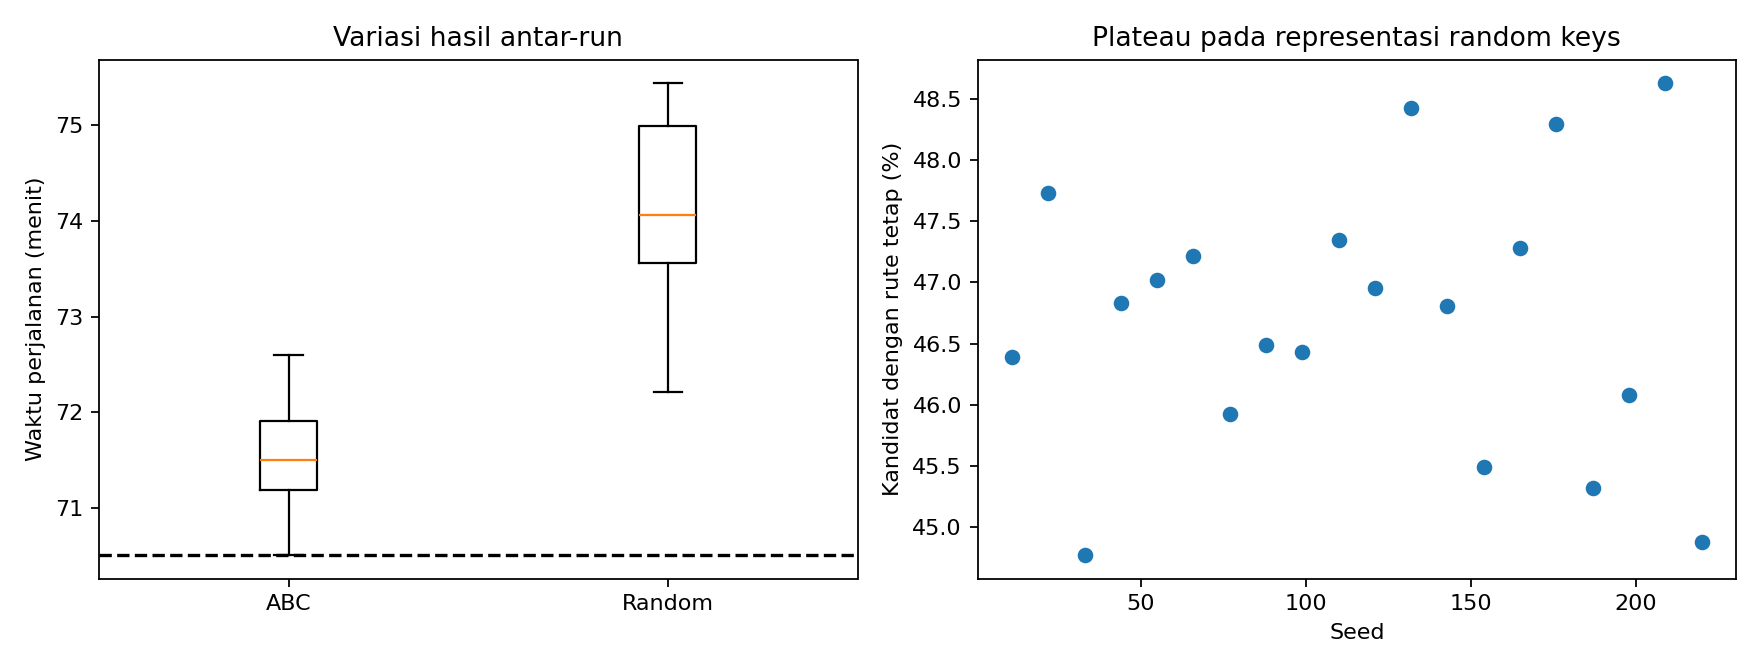 Variasi hasil antar-run
Waktu perjalanan (menit)
75
74
73
72
71
ABC
Random
Plateau pada representasi random keys
Kandidat dengan rute tetap (%)
48.5
48.0
47.5
47.0
46.5
46.0
45.5
45.0
50
100
150
200
Seed